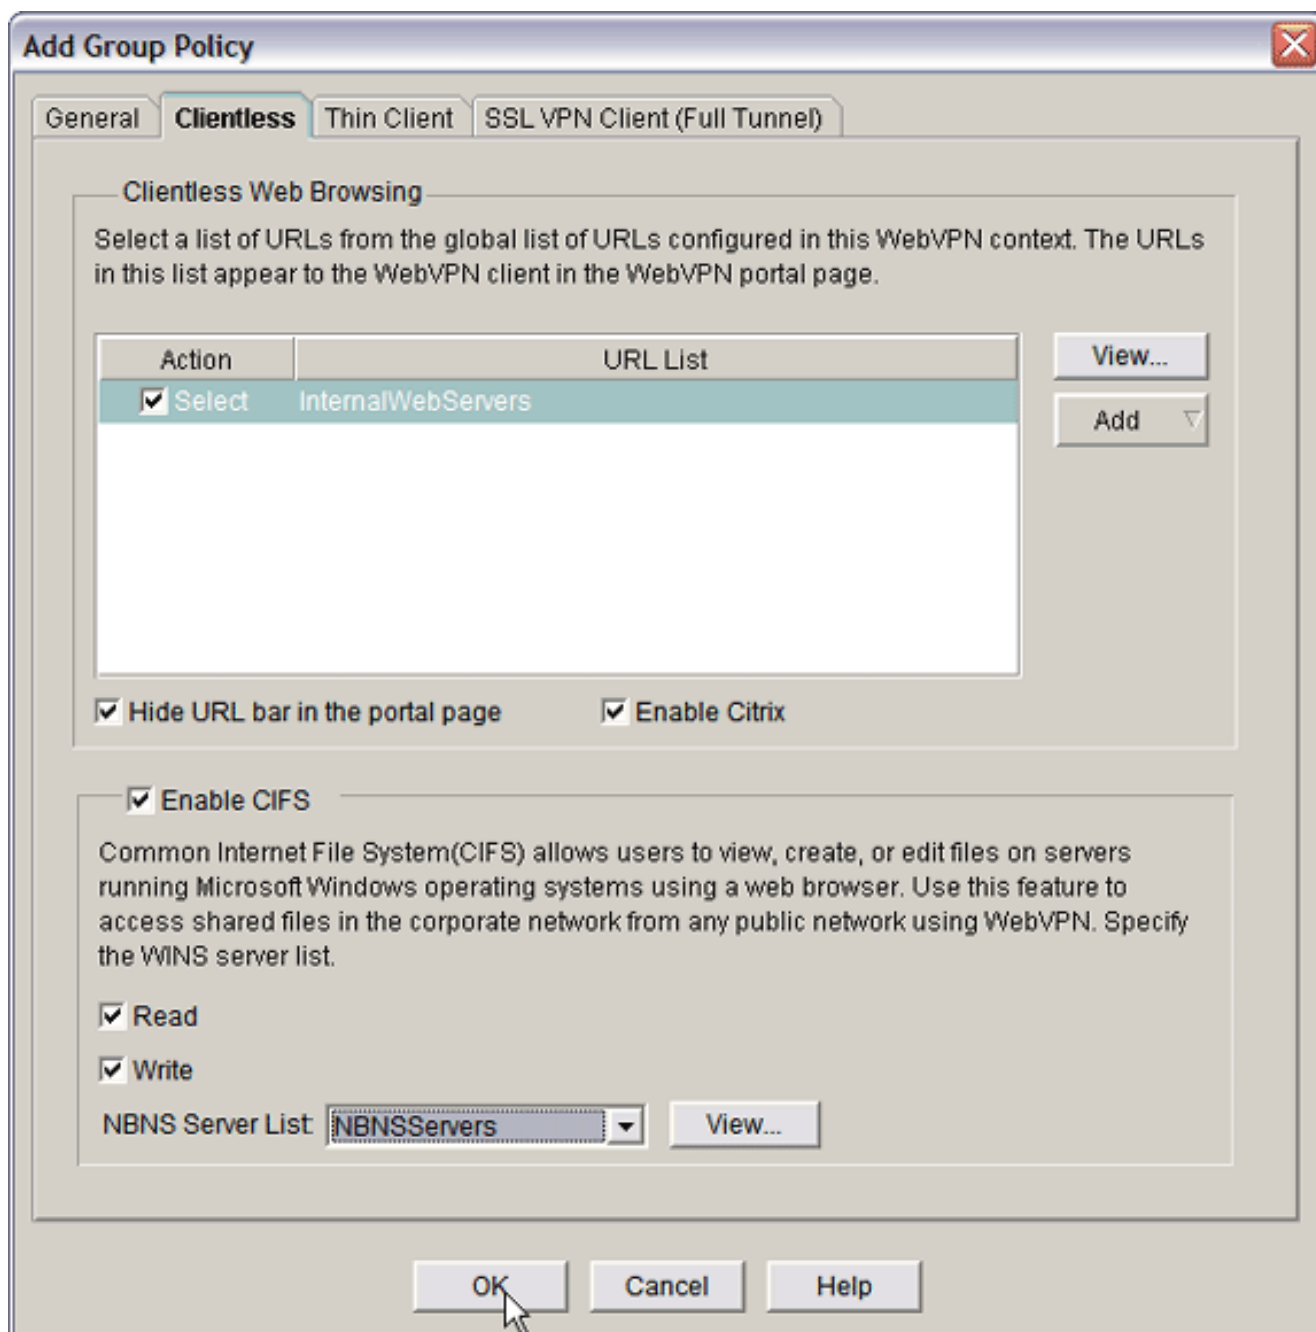 Add Group Policy
General Clientless Thin Client SSL VPN Client (Full Tunnel)
Clientless Web Browsing
Select a list of URLs from the global list of URLs configured in this WebVPN context. The URLs
in this list appear to the WebVPN client in the WebVPN portal page.
Action URL List View...
Select InternalWebServers
Add
Hide URL bar in the portal page Enable Citrix
Enable CIFS
Common Internet File System(CIFS) allows users to view, create, or edit files on servers
running Microsoft Windows operating systems using a web browser. Use this feature to
access shared files in the corporate network from any public network using WebVPN. Specify
the WINS server list.
Read
Write
NBNS Server List: NBNSServers View...
OK Cancel Help